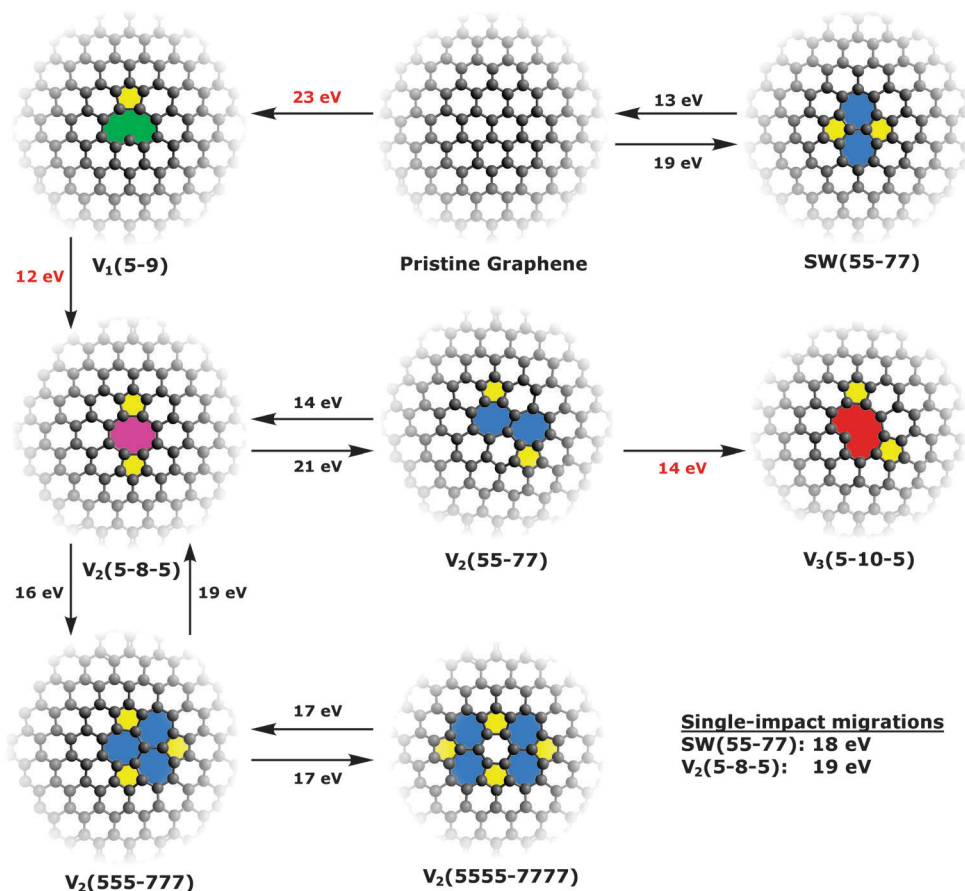 23 eV
13 eV
19 eV
V₁(5-9)
Pristine Graphene
SW(55-77)
12 eV
14 eV
21 eV
14 eV
V₂(5-8-5)
V₂(55-77)
V₃(5-10-5)
16 eV
19 eV
17 eV
17 eV
Single-impact migrations
SW(55-77): 18 eV
V₂(5-8-5): 19 eV
V₂(555-777)
V₂(5555-7777)